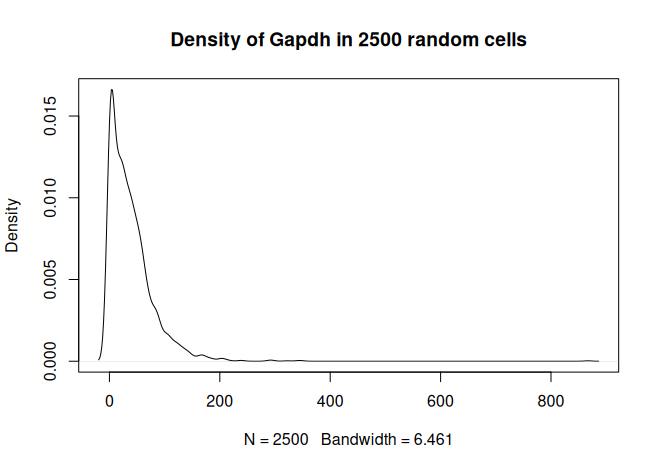 Density of Gapdh in 2500 random cells
Density
0.000
0.005
0.010
0.015
0 200 400 600 800
N = 2500 Bandwidth = 6.461